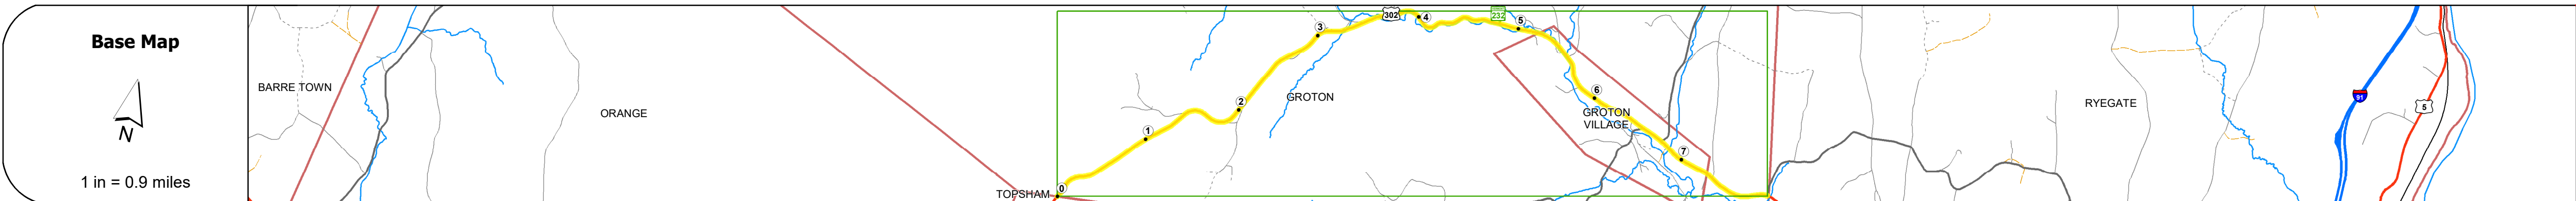 Base Map
N
1 in = 0.9 miles
BARRE TOWN
ORANGE
TOPSHAM
0
1
2
3
GROTON
302
4
232
5
6
GROTON
VILLAGE
7
RYEGATE
91
5